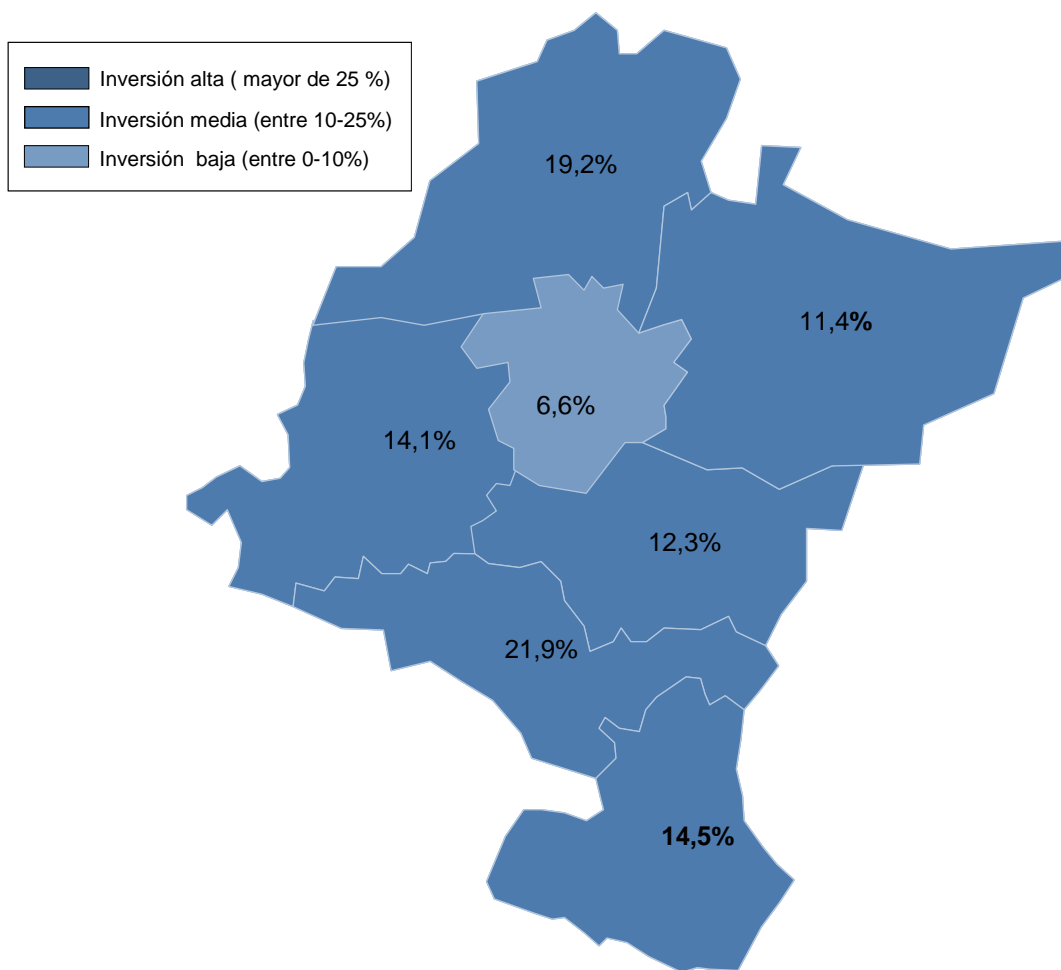 Inversión alta ( mayor de 25 %)
Inversión media (entre 10-25%)
Inversión baja (entre 0-10%)
19,2%
11,4%
6,6%
14,1%
12,3%
21,9%
14,5%